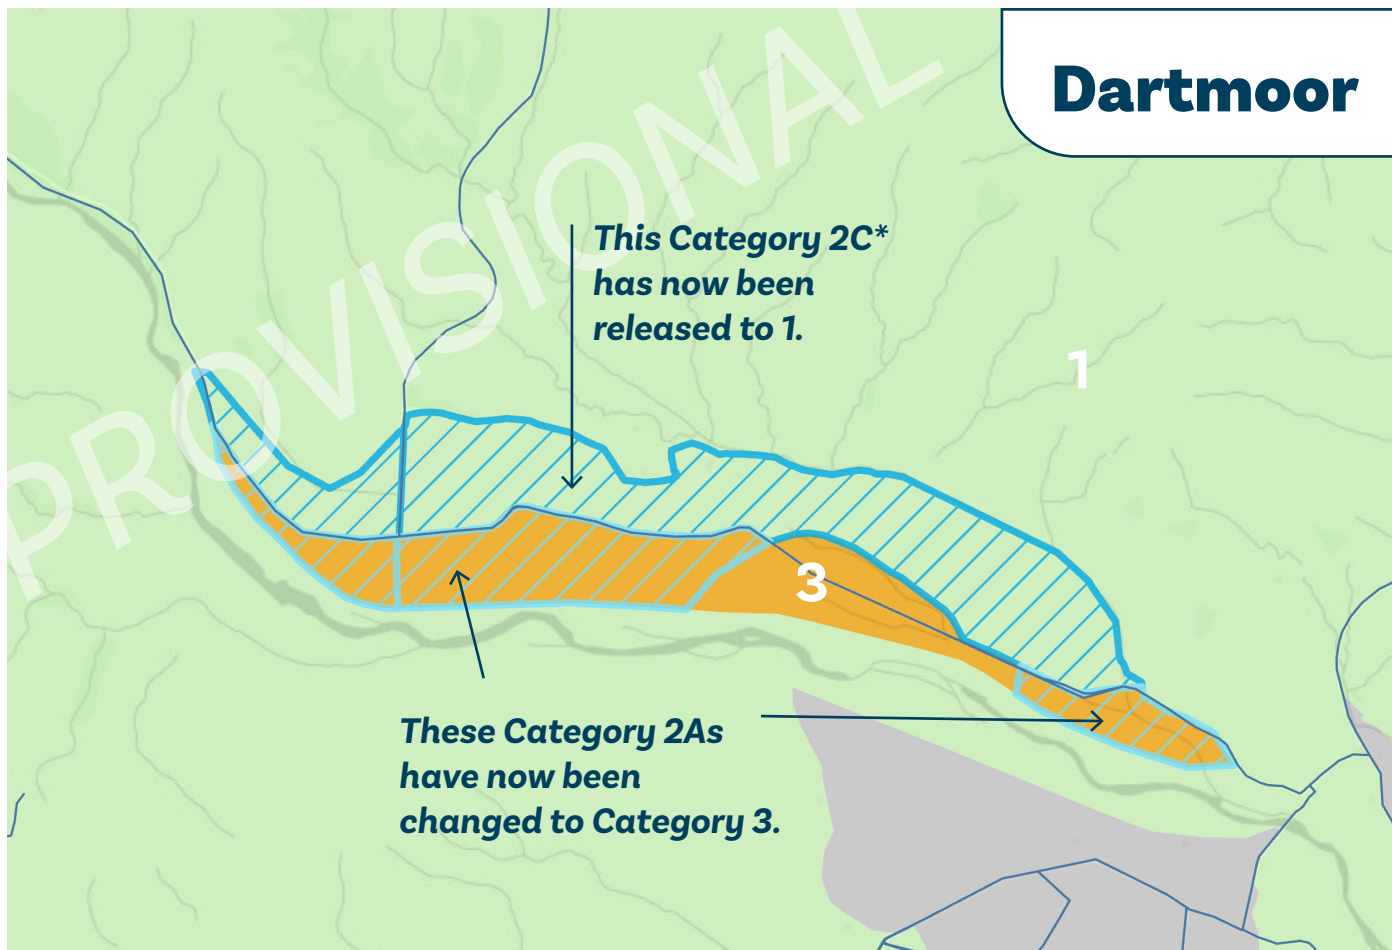 Dartmoor
PROVISIONAL
This Category 2C*
has now been
released to 1.
1
3
These Category 2As
have now been
changed to Category 3.